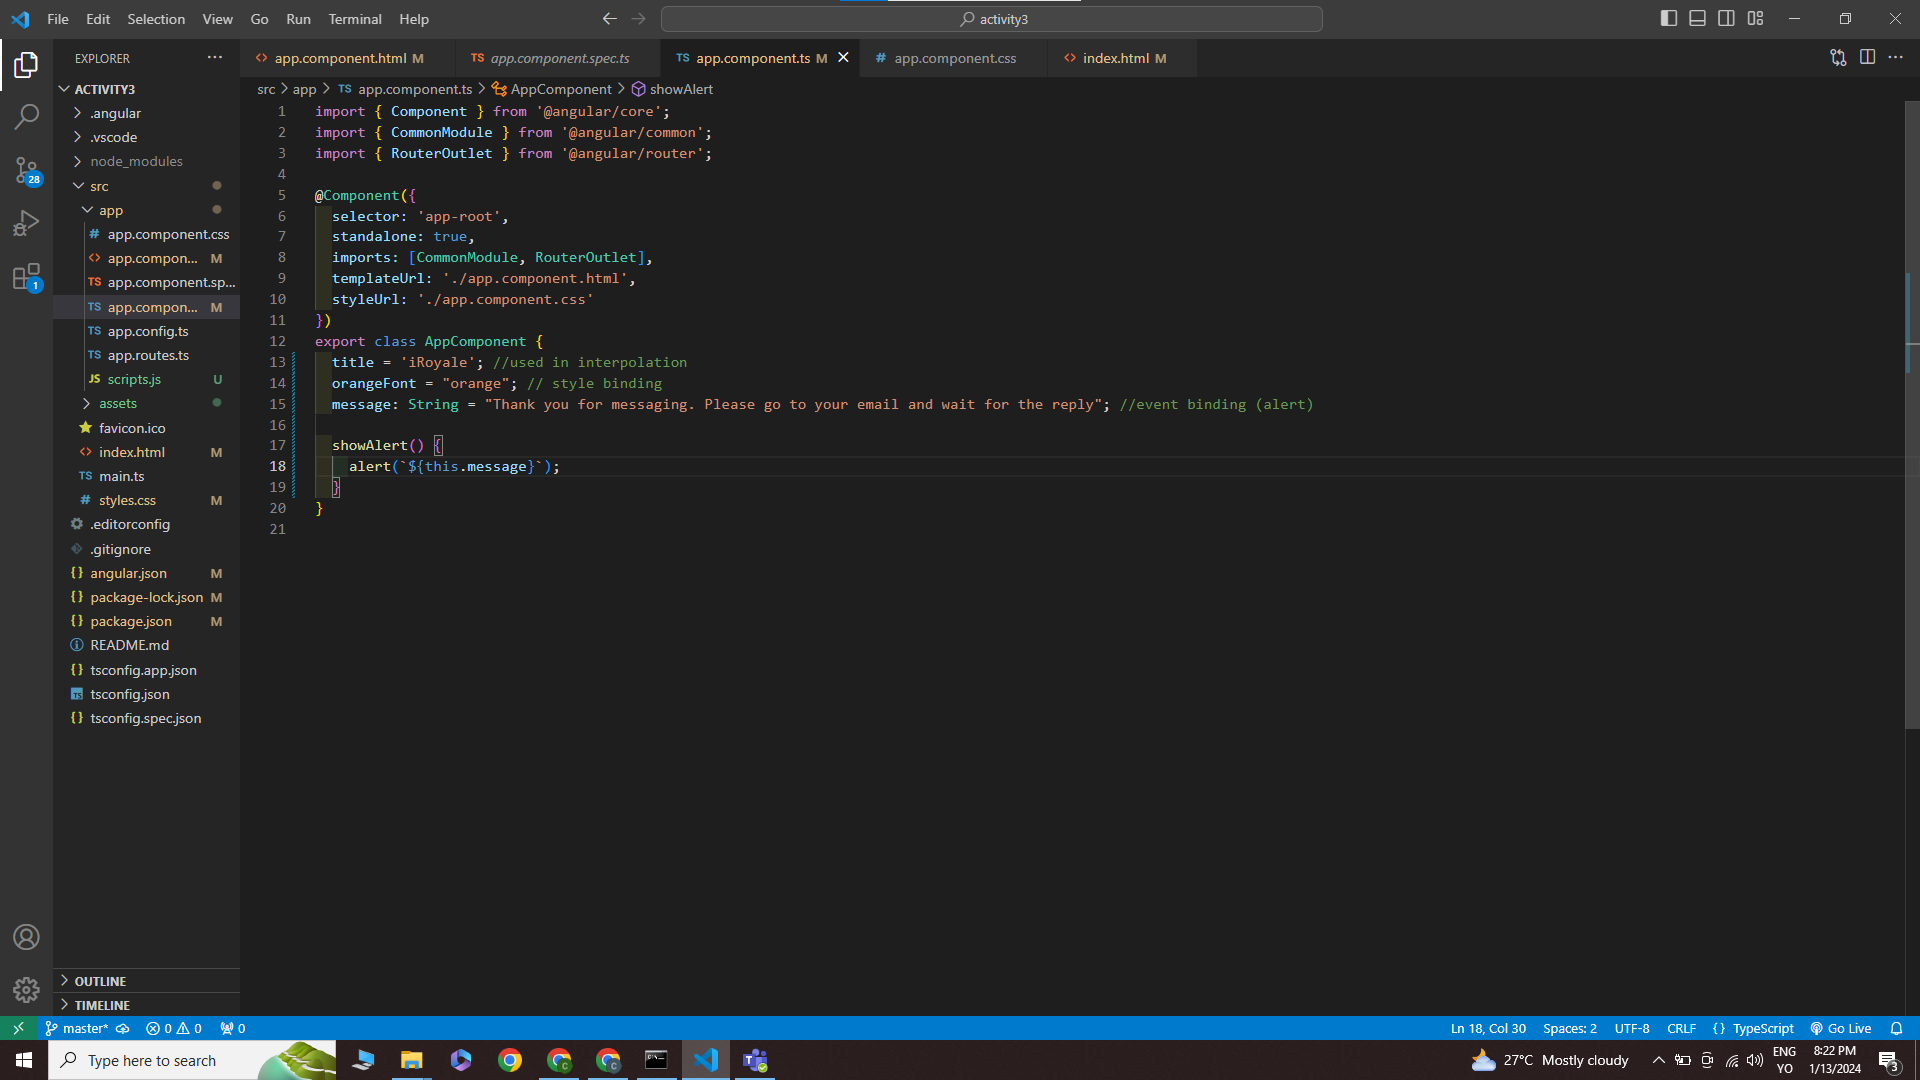 File Edit Selection View Go Run Terminal Help
activity3
EXPLORER
app.component.html M
TS app.component.spec.ts
TS app.component.ts M
# app.component.css
index.html M
src > app > TS app.component.ts > AppComponent > showAlert
ACTIVITY3
.angular
.vscode
node_modules
src
app
# app.component.css
<> app.compon... M
TS app.component.sp...
TS app.compon... M
TS app.config.ts
TS app.routes.ts
JS scripts.js U
assets
favicon.ico
<> index.html M
TS main.ts
# styles.css M
.editorconfig
.gitignore
{} angular.json M
{} package-lock.json M
{} package.json M
README.md
{} tsconfig.app.json
TS tsconfig.json
{} tsconfig.spec.json
OUTLINE
TIMELINE
28
1
1 import { Component } from '@angular/core';
2 import { CommonModule } from '@angular/common';
3 import { RouterOutlet } from '@angular/router';
4
5 @Component({
6 selector: 'app-root',
7 standalone: true,
8 imports: [CommonModule, RouterOutlet],
9 templateUrl: './app.component.html',
10 styleUrl: './app.component.css'
11 })
12 export class AppComponent {
13 title = 'iRoyale'; //used in interpolation
14 orangeFont = "orange"; // style binding
15 message: String = "Thank you for messaging. Please go to your email and wait for the reply"; //event binding (alert)
16
17 showAlert() {
18 alert(`${this.message}`);
19 }
20 }
21
master* 0 0 0
Ln 18, Col 30 Spaces: 2 UTF-8 CRLF {} TypeScript Go Live
Type here to search
27°C Mostly cloudy
ENG
YO
8:22 PM
1/13/2024
3